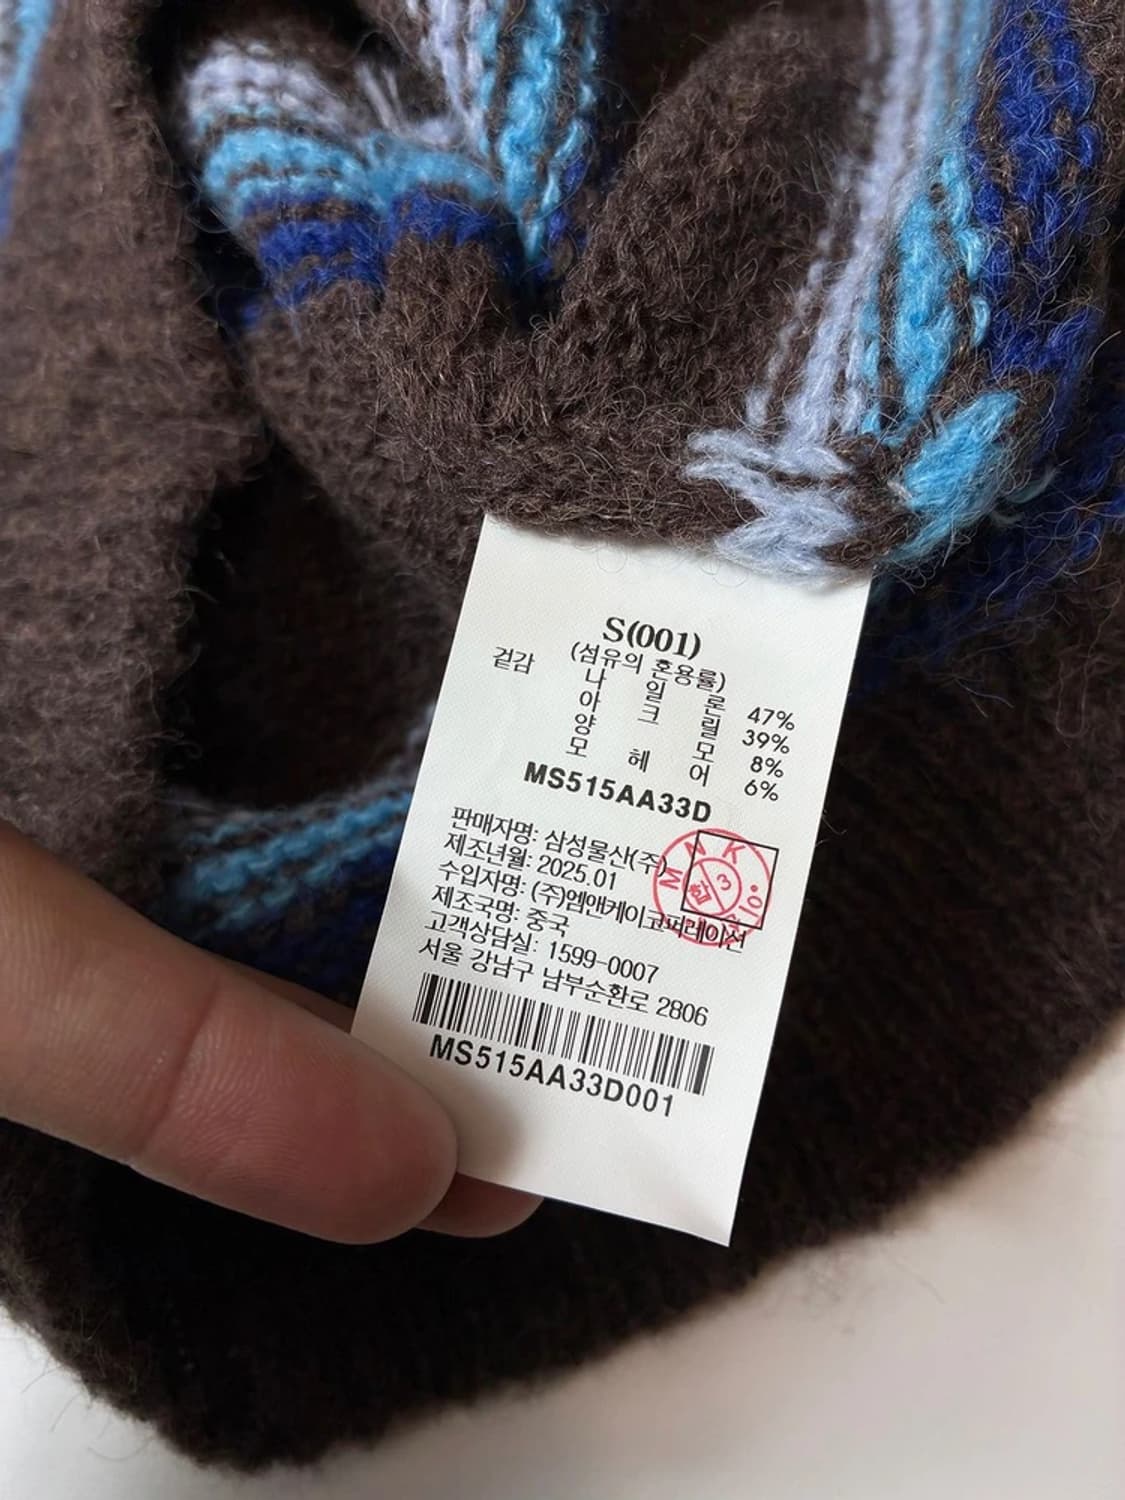 S(001)
(섬유의 혼용률)
겉감 나 일 론 47%
아 크 릴 39%
양 모 8%
모 헤 어 6%
MS515AA33D
판매자명: 삼성물산(주)
제조년월: 2025.01
수입자명: (주)엠앤케이코퍼레이션
제조국명: 중국
고객상담실: 1599-0007
서울 강남구 남부순환로 2806
MS515AA33D001
M N K
합 3